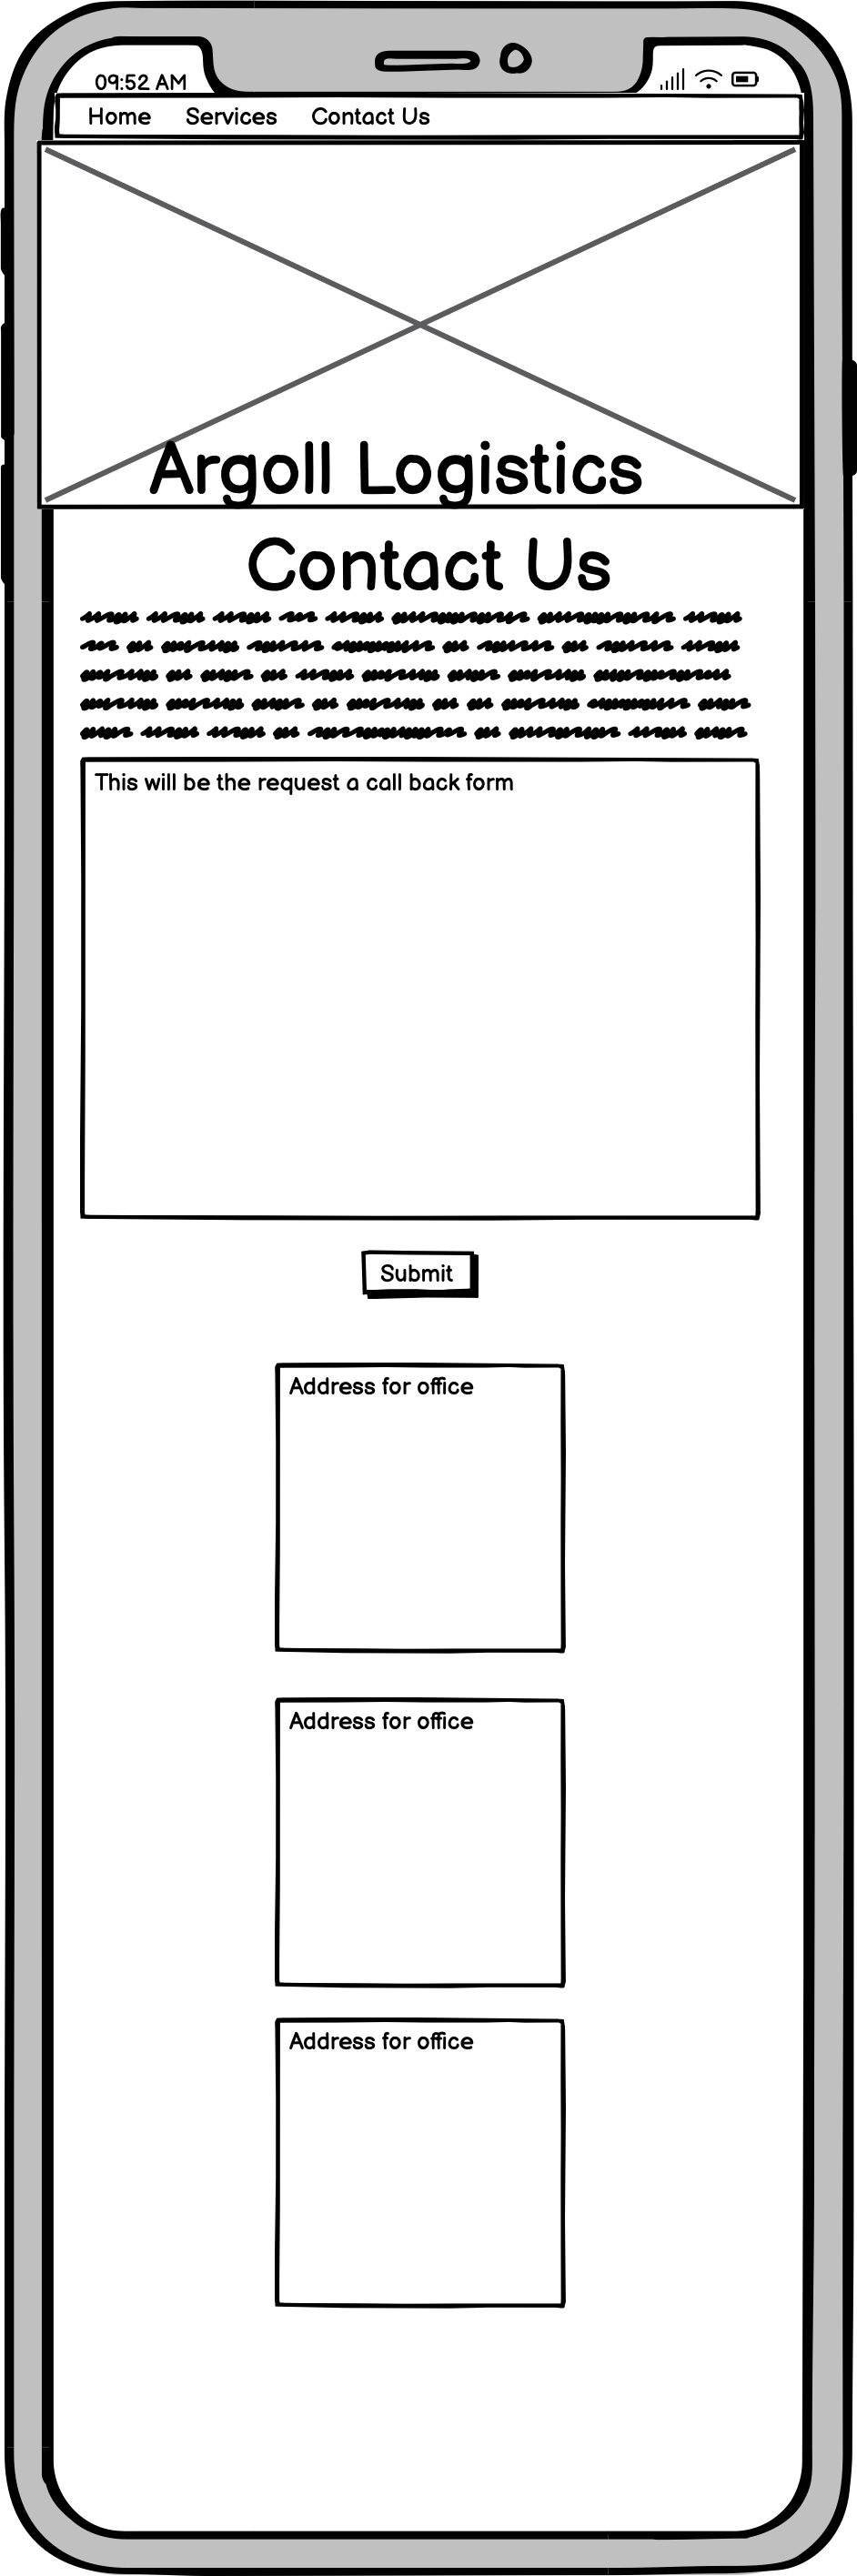 09:52 AM
Home Services Contact Us
Argoll Logistics
Contact Us
This will be the request a call back form
Submit
Address for office
Address for office
Address for office